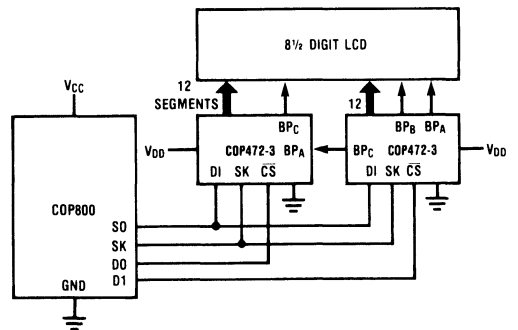 8½ DIGIT LCD
12
SEGMENTS
12
VCC
BPC
BPB BPA
VDD
COP472-3
BPA
BPC
COP472-3
VDD
DI SK CS
DI SK CS
COP800
SO
SK
D0
D1
GND